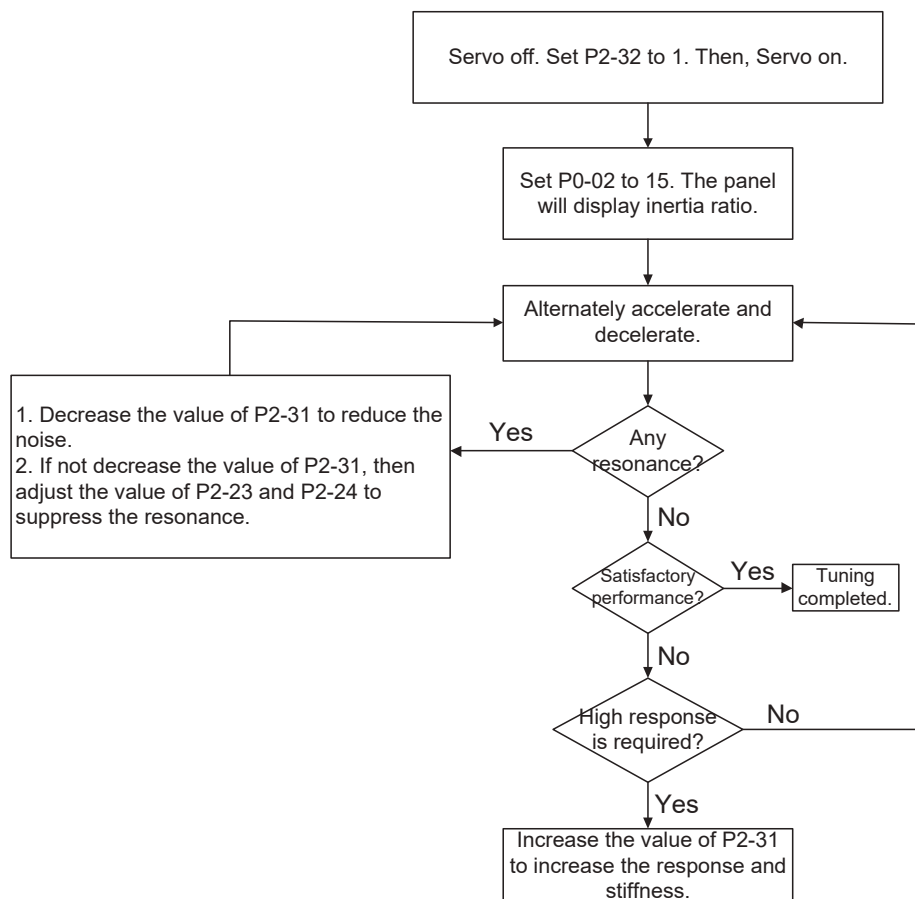 Servo off. Set P2-32 to 1. Then, Servo on.
Set P0-02 to 15. The panel
will display inertia ratio.
Alternately accelerate and
decelerate.
1. Decrease the value of P2-31 to reduce the
noise.
2. If not decrease the value of P2-31, then
adjust the value of P2-23 and P2-24 to
suppress the resonance.
Yes
Any
resonance?
No
Satisfactory
performance?
Yes
Tuning
completed.
No
High response
is required?
No
Yes
Increase the value of P2-31
to increase the response and
stiffness.